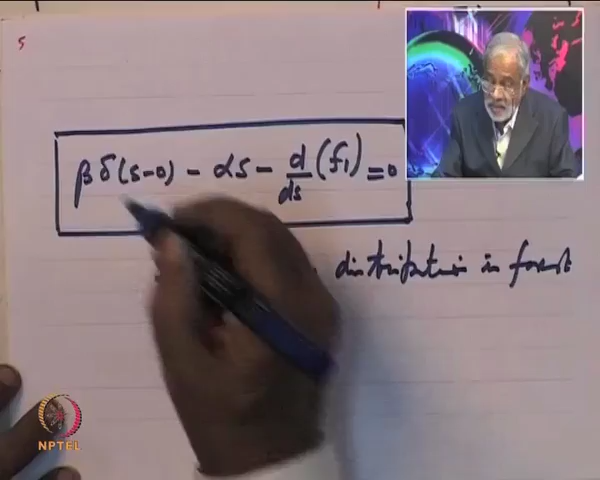 5
βδ(s-0) - αs - d/ds (f₁) = 0
distribution in forest
NPTEL